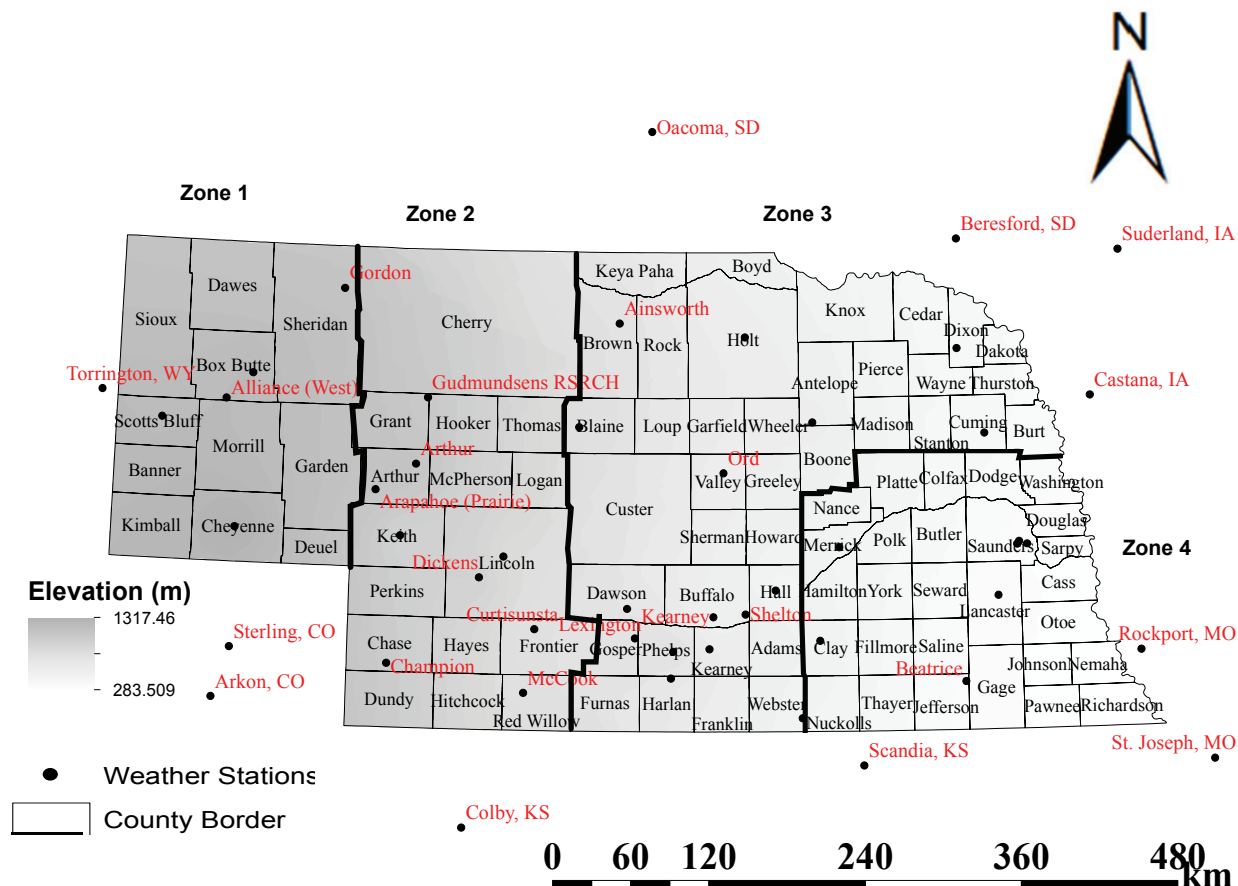 N
Oacoma, SD
Zone 1
Zone 2
Zone 3
Beresford, SD
Suderland, IA
Keya Paha
Boyd
Gordon
Dawes
Knox
Cedar
Ainsworth
Sioux
Sheridan
Cherry
Holt
Dixon
Brown
Rock
Dakota
Box Butte
Pierce
Torrington, WY
Alliance (West)
Gudmundsens RSRCH
Antelope
Wayne
Thurston
Castana, IA
Scotts Bluff
Grant
Hooker
Thomas
Blaine
Loup
Garfield
Wheeler
Madison
Stanton
Cuming
Burt
Morrill
Arthur
Ord
Boone
Banner
Garden
Arthur
McPherson
Logan
Valley
Greeley
Platte
Colfax
Dodge
Washington
Arapahoe (Prairie)
Custer
Nance
Kimball
Cheyenne
Keith
Sherman
Howard
Merrick
Polk
Butler
Saunders
Douglas
Sarpy
Zone 4
Deuel
Dickens
Lincoln
Elevation (m)
Perkins
Dawson
Buffalo
Hall
Hamilton
York
Seward
Cass
Lancaster
1317.46
Curtisunsta
Lexington
Kearney
Shelton
Otoe
Sterling, CO
Chase
Hayes
Frontier
Gosper
Phelps
Kearney
Adams
Clay
Fillmore
Saline
Rockport, MO
Champion
Beatrice
Johnson
Nemaha
283.509
Arkon, CO
McCook
Gage
Dundy
Hitchcock
Red Willow
Furnas
Harlan
Franklin
Webster
Nuckolls
Thayer
Jefferson
Pawnee
Richardson
Scandia, KS
St. Joseph, MO
Weather Stations
County Border
Colby, KS
0 60 120 240 360 480
km